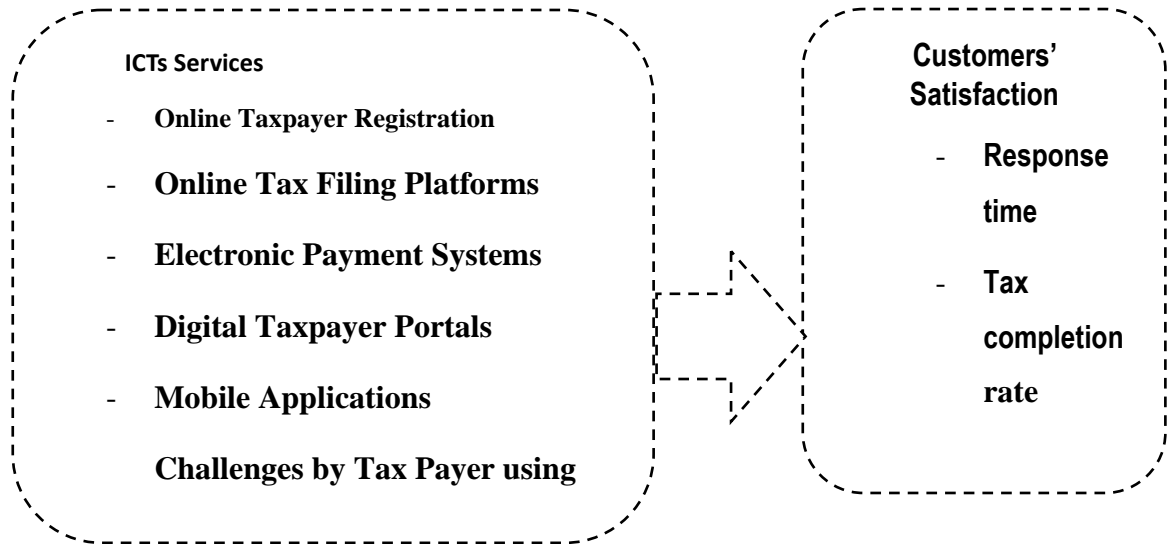 ICTs Services
- Online Taxpayer Registration
- Online Tax Filing Platforms
- Electronic Payment Systems
- Digital Taxpayer Portals
- Mobile Applications
Challenges by Tax Payer using
Customers’
Satisfaction
- Response
time
- Tax
completion
rate